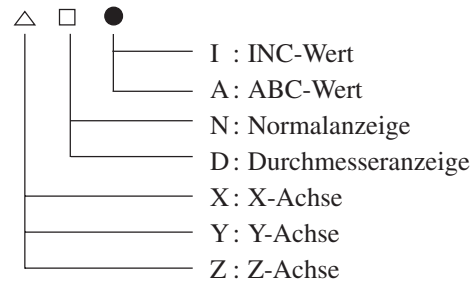 I : INC-Wert
A : ABC-Wert
N : Normalanzeige
D : Durchmesseranzeige
X : X-Achse
Y : Y-Achse
Z : Z-Achse